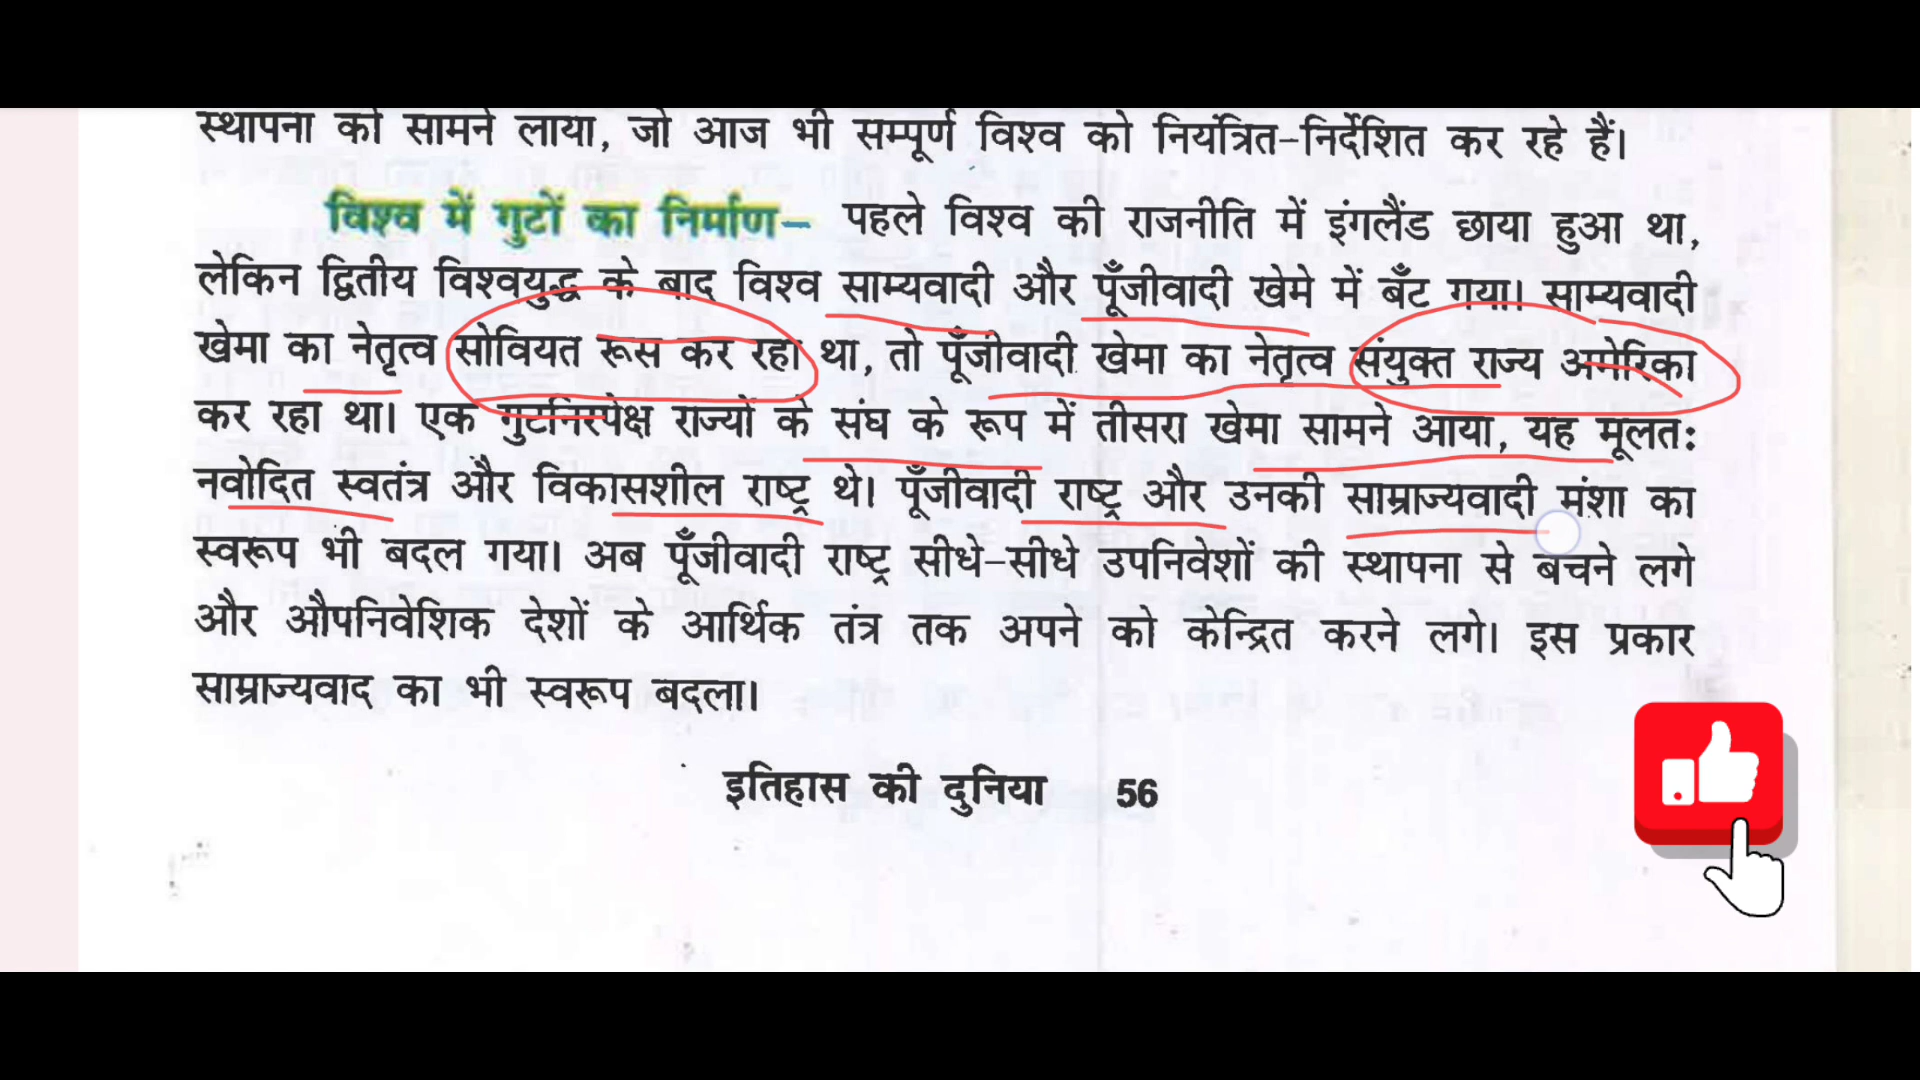 स्थापना को सामने लाया, जो आज भी सम्पूर्ण विश्व को नियंत्रित-निर्देशित कर रहे हैं।
विश्व में गुटों का निर्माण– पहले विश्व की राजनीति में इंगलैंड छाया हुआ था,
लेकिन द्वितीय विश्वयुद्ध के बाद विश्व साम्यवादी और पूँजीवादी खेमे में बँट गया। साम्यवादी
खेमा का नेतृत्व सोवियत रूस कर रहा था, तो पूँजीवादी खेमा का नेतृत्व संयुक्त राज्य अमेरिका
कर रहा था। एक गुटनिरपेक्ष राज्यों के संघ के रूप में तीसरा खेमा सामने आया, यह मूलत:
नवोदित स्वतंत्र और विकासशील राष्ट्र थे। पूँजीवादी राष्ट्र और उनकी साम्राज्यवादी मंशा का
स्वरूप भी बदल गया। अब पूँजीवादी राष्ट्र सीधे-सीधे उपनिवेशों की स्थापना से बचने लगे
और औपनिवेशिक देशों के आर्थिक तंत्र तक अपने को केन्द्रित करने लगे। इस प्रकार
साम्राज्यवाद का भी स्वरूप बदला।
इतिहास की दुनिया 56